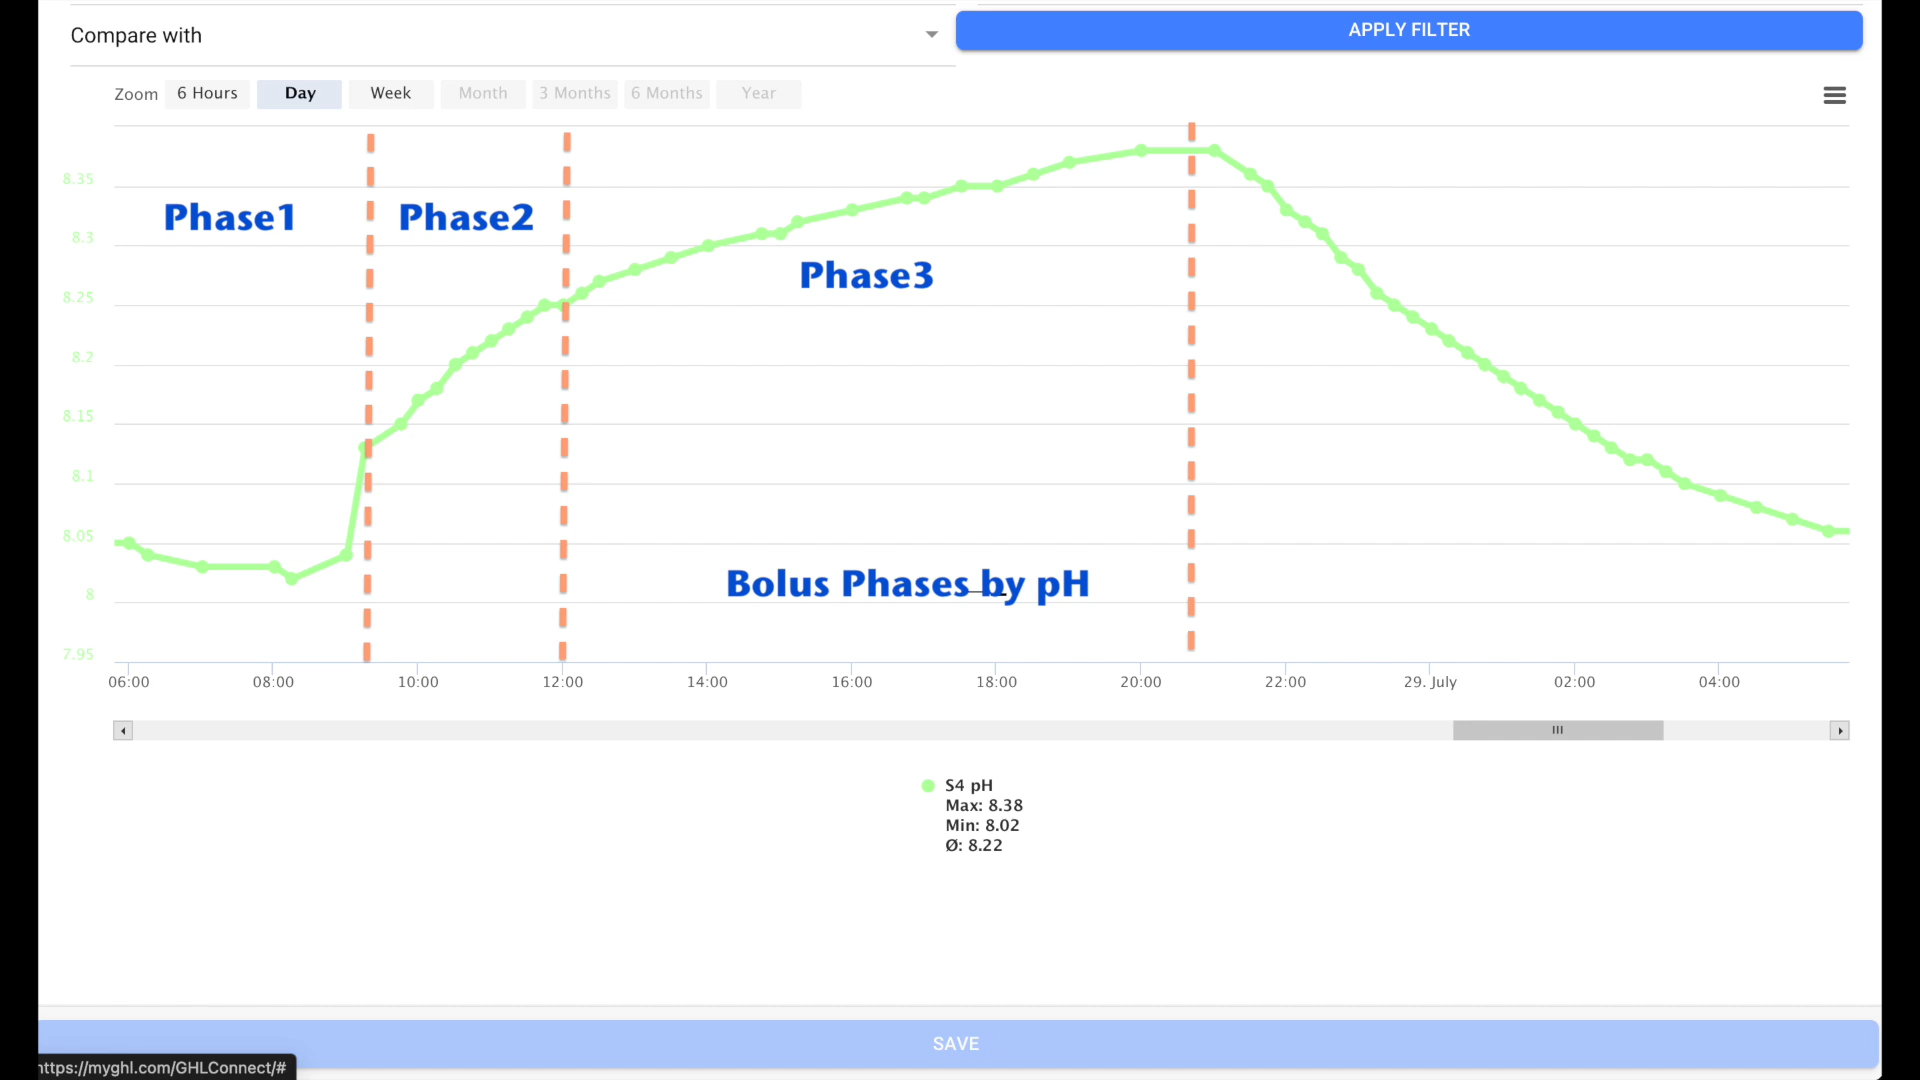 Compare with
APPLY FILTER
Zoom 6 Hours Day Week Month 3 Months 6 Months Year
8.35
Phase1 Phase2
8.3
Phase3
8.25
8.2
8.15
8.1
8.05
Bolus Phases by pH
8
7.95
06:00 08:00 10:00 12:00 14:00 16:00 18:00 20:00 22:00 29. July 02:00 04:00
S4 pH
Max: 8.38
Min: 8.02
Ø: 8.22
SAVE
https://myghl.com/GHLConnect/#